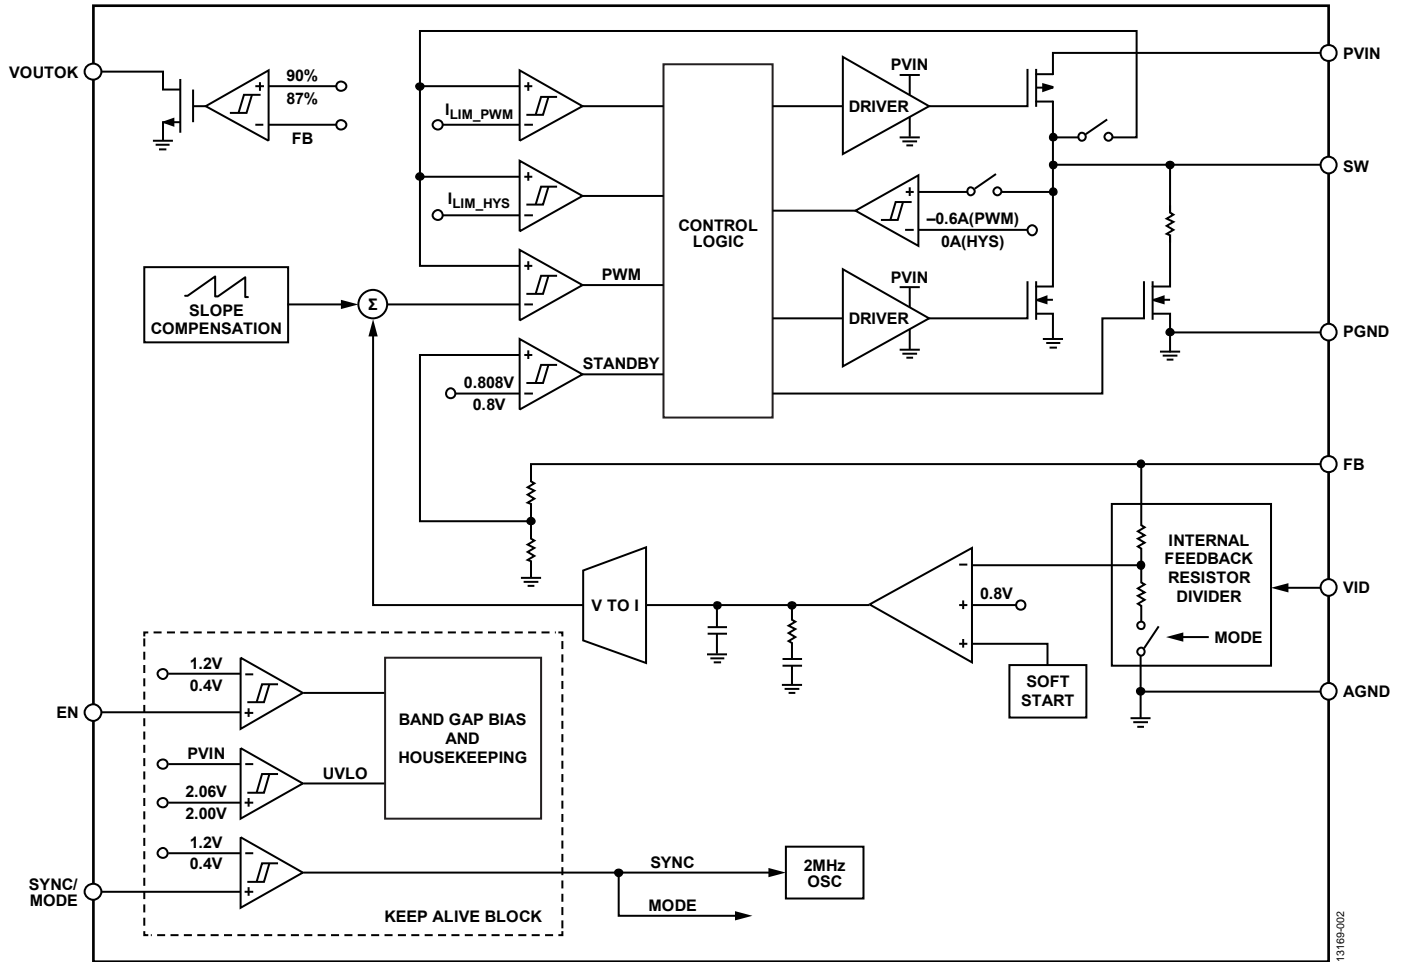 VOUTOK
90%
87%
FB
+
−
ILIM_PWM
+
−
ILIM_HYS
+
−
+
−
PWM
SLOPE
COMPENSATION
Σ
+
−
0.808V
0.8V
STANDBY
CONTROL
LOGIC
PVIN
DRIVER
+
−
−0.6A(PWM)
0A(HYS)
PVIN
DRIVER
PVIN
SW
PGND
FB
INTERNAL
FEEDBACK
RESISTOR
DIVIDER
MODE
VID
AGND
V TO I
−
+
+
0.8V
SOFT
START
EN
1.2V
0.4V
−
+
PVIN
2.06V
2.00V
−
+
UVLO
BAND GAP BIAS
AND
HOUSEKEEPING
SYNC/
MODE
1.2V
0.4V
−
+
KEEP ALIVE BLOCK
SYNC
MODE
2MHz
OSC
13169-002